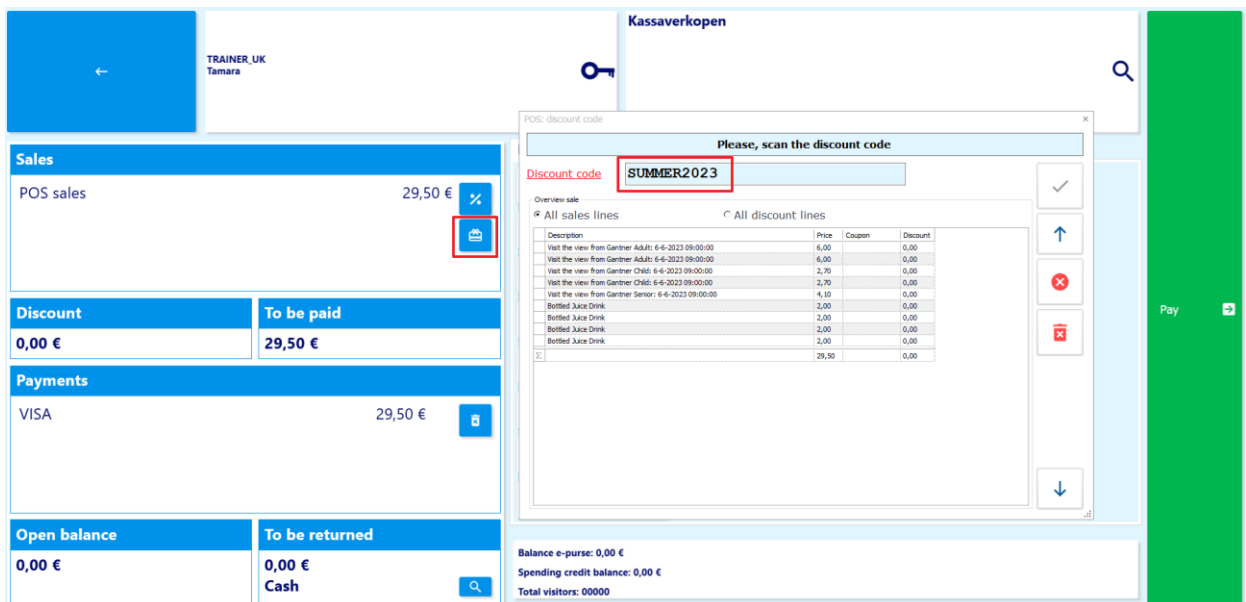 ←
TRAINER_UK
Tamara
Kassaverkopen
Sales
POS sales 29,50 €
%
Discount To be paid
0,00 € 29,50 €
Payments
VISA 29,50 €
Open balance To be returned
0,00 € 0,00 €
Cash
POS: discount code ×
Please, scan the discount code
Discount code SUMMER2023
Overview sale
All sales lines All discount lines
Description Price Coupon Discount
Visit the view from Gantner Adult: 6-6-2023 09:00:00 6,00 0,00
Visit the view from Gantner Adult: 6-6-2023 09:00:00 6,00 0,00
Visit the view from Gantner Child: 6-6-2023 09:00:00 2,70 0,00
Visit the view from Gantner Child: 6-6-2023 09:00:00 2,70 0,00
Visit the view from Gantner Senior: 6-6-2023 09:00:00 4,10 0,00
Bottled Juice Drink 2,00 0,00
Bottled Juice Drink 2,00 0,00
Bottled Juice Drink 2,00 0,00
Bottled Juice Drink 2,00 0,00
Σ 29,50 0,00
Balance e-purse: 0,00 €
Spending credit balance: 0,00 €
Total visitors: 00000
Pay